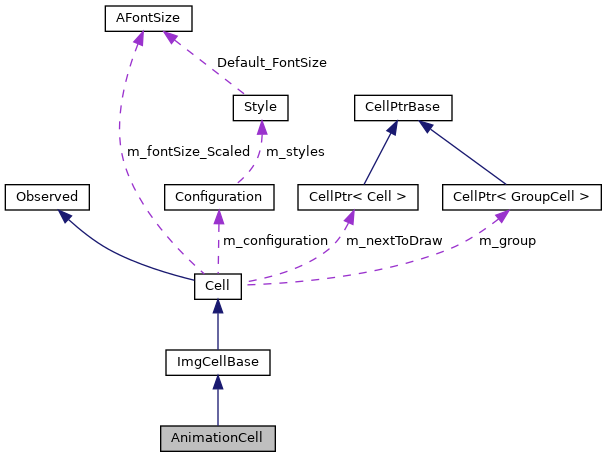 AFontSize
Default_FontSize
Style
CellPtrBase
m_fontSize_Scaled
m_styles
Observed
Configuration
CellPtr< Cell >
CellPtr< GroupCell >
m_configuration
m_nextToDraw
m_group
Cell
ImgCellBase
AnimationCell